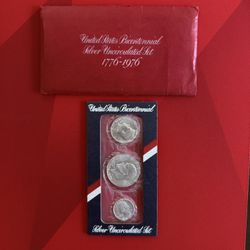 United States Bicentennial
Silver Uncirculated Set
1776-1976
United States Bicentennial
Silver Uncirculated Set